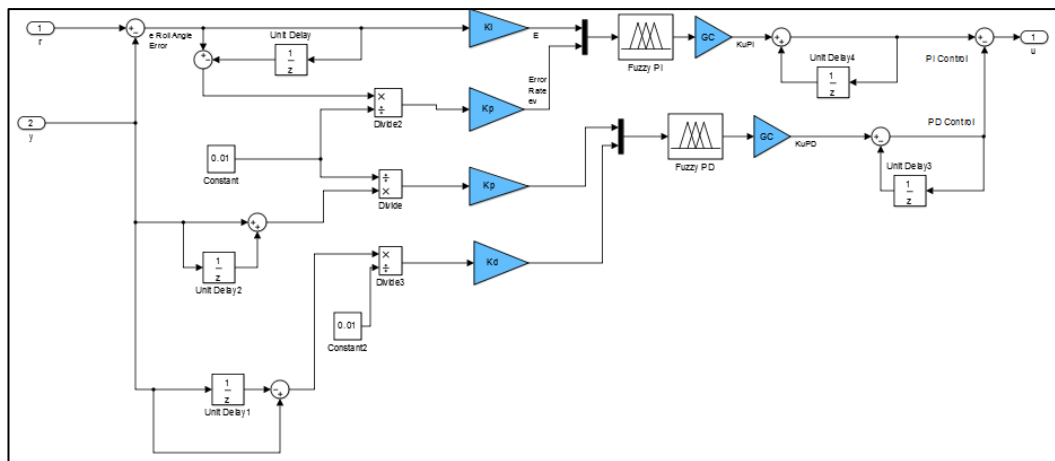 1
r
e Roll Angle
Error
Unit Delay
1
z
KI
E
Fuzzy PI
GC
KuPI
Unit Delay4
1
z
PI Control
1
u
Error
Rate
ev
×
÷
Divide2
Kp
2
y
0.01
Constant
÷
×
Divide
Kp
Fuzzy PD
GC
KuPD
PD Control
Unit Delay3
1
z
1
z
Unit Delay2
×
÷
Divide3
Kd
0.01
Constant2
1
z
Unit Delay1